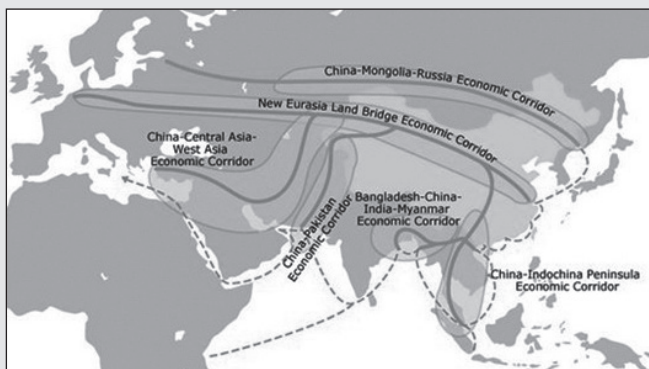 China-Mongolia-Russia Economic Corridor
New Eurasia Land Bridge Economic Corridor
China-Central Asia-
West Asia
Economic Corridor
China-Pakistan
Economic Corridor
Bangladesh-China-
India-Myanmar
Economic Corridor
China-Indochina Peninsula
Economic Corridor